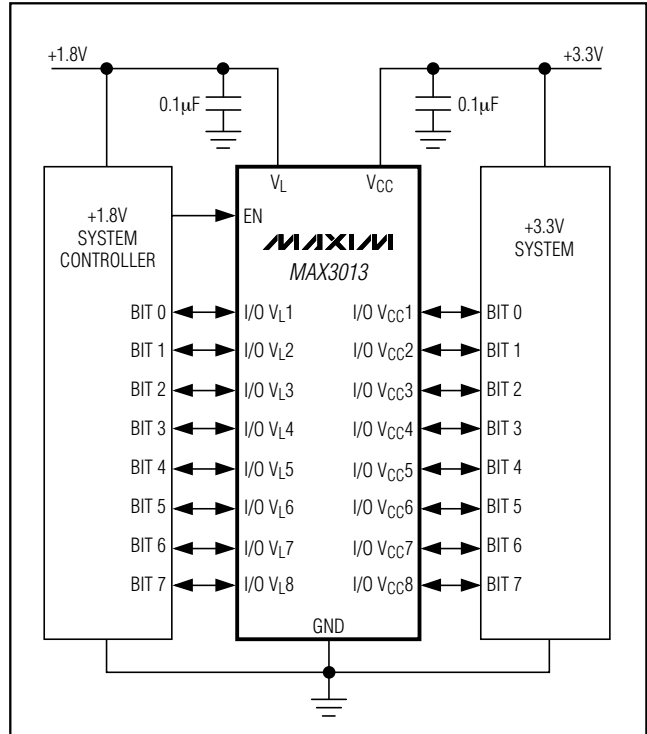 +1.8V
+3.3V
0.1µF
0.1µF
VL
VCC
+1.8V
SYSTEM
CONTROLLER
EN
MAXIM
MAX3013
+3.3V
SYSTEM
BIT 0 I/O VL1 I/O VCC1 BIT 0
BIT 1 I/O VL2 I/O VCC2 BIT 1
BIT 2 I/O VL3 I/O VCC3 BIT 2
BIT 3 I/O VL4 I/O VCC4 BIT 3
BIT 4 I/O VL5 I/O VCC5 BIT 4
BIT 5 I/O VL6 I/O VCC6 BIT 5
BIT 6 I/O VL7 I/O VCC7 BIT 6
BIT 7 I/O VL8 I/O VCC8 BIT 7
GND